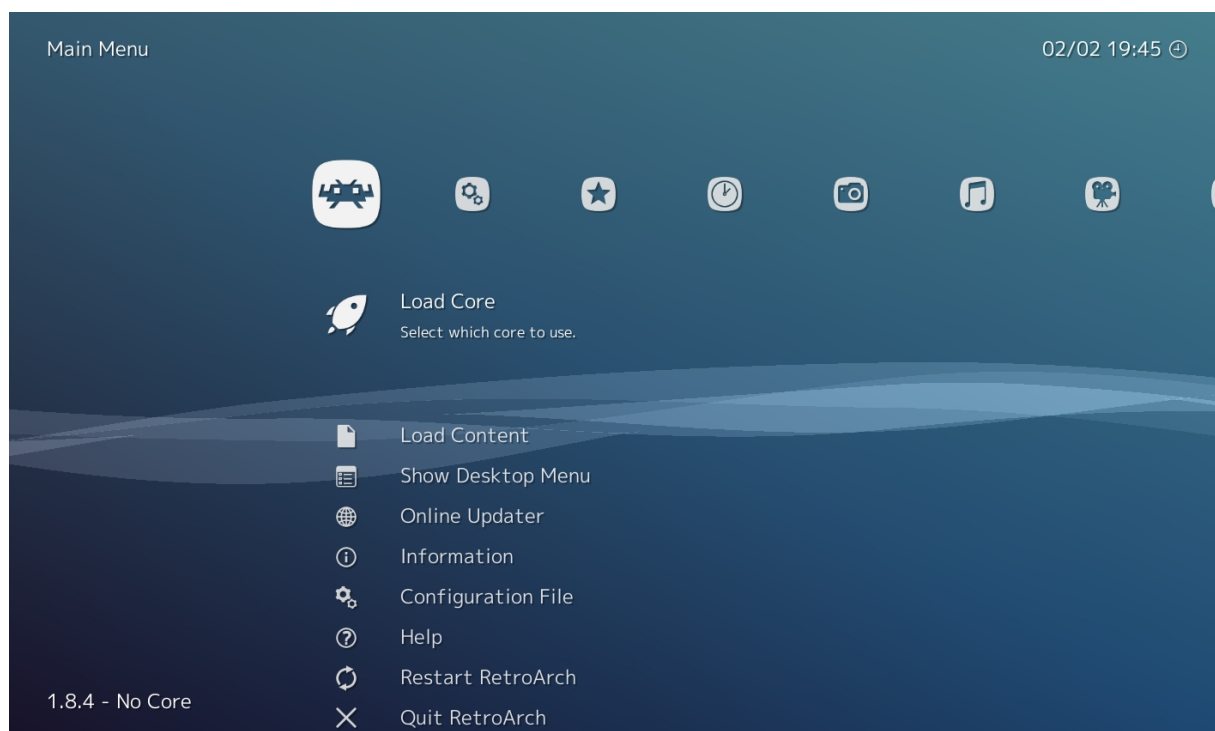 Main Menu
02/02 19:45
Load Core
Select which core to use.
Load Content
Show Desktop Menu
Online Updater
Information
Configuration File
Help
Restart RetroArch
1.8.4 - No Core
Quit RetroArch